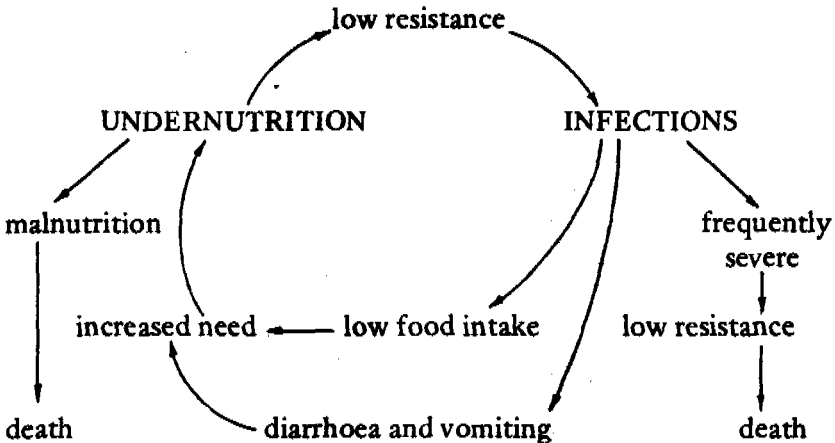 low resistance
UNDERNUTRITION INFECTIONS
malnutrition frequently
severe
increased need low food intake low resistance
death diarrhoea and vomiting death